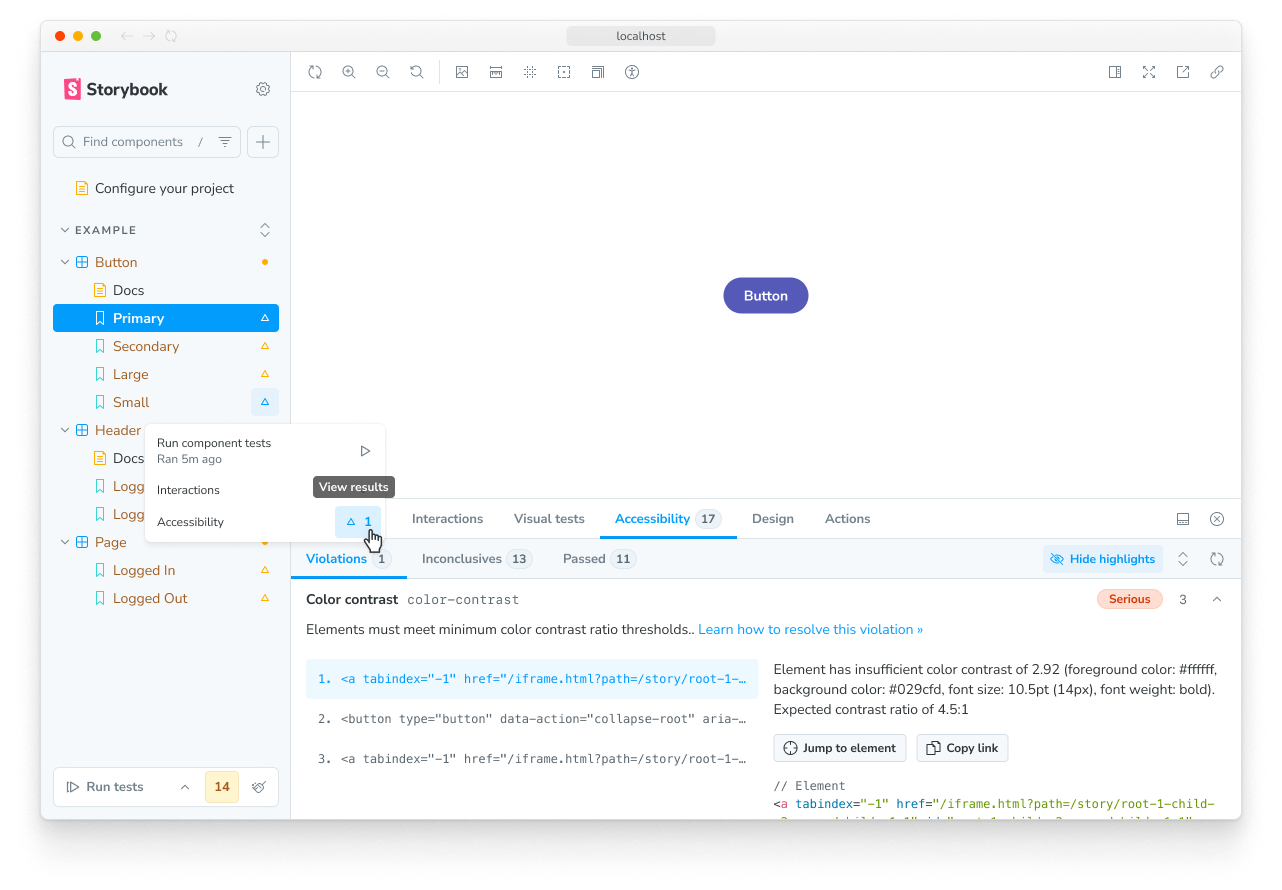 localhost
Storybook
Find components /
Configure your project
EXAMPLE
Button
Docs
Primary
Secondary
Large
Small
Header
Docs
Logg
Logg
Page
Logged In
Logged Out
Run component tests
Ran 5m ago
Interactions
View results
Accessibility 1
Run tests 14
Button
Interactions Visual tests Accessibility 17 Design Actions
Violations 1 Inconclusives 13 Passed 11 Hide highlights
Color contrast color-contrast Serious 3
Elements must meet minimum color contrast ratio thresholds.. Learn how to resolve this violation »
1. <a tabindex="-1" href="/iframe.html?path=/story/root-1-…
2. <button type="button" data-action="collapse-root" aria-…
3. <a tabindex="-1" href="/iframe.html?path=/story/root-1-…
Element has insufficient color contrast of 2.92 (foreground color: #ffffff,
background color: #029cfd, font size: 10.5pt (14px), font weight: bold).
Expected contrast ratio of 4.5:1
Jump to element Copy link
// Element
<a tabindex="-1" href="/iframe.html?path=/story/root-1-child-